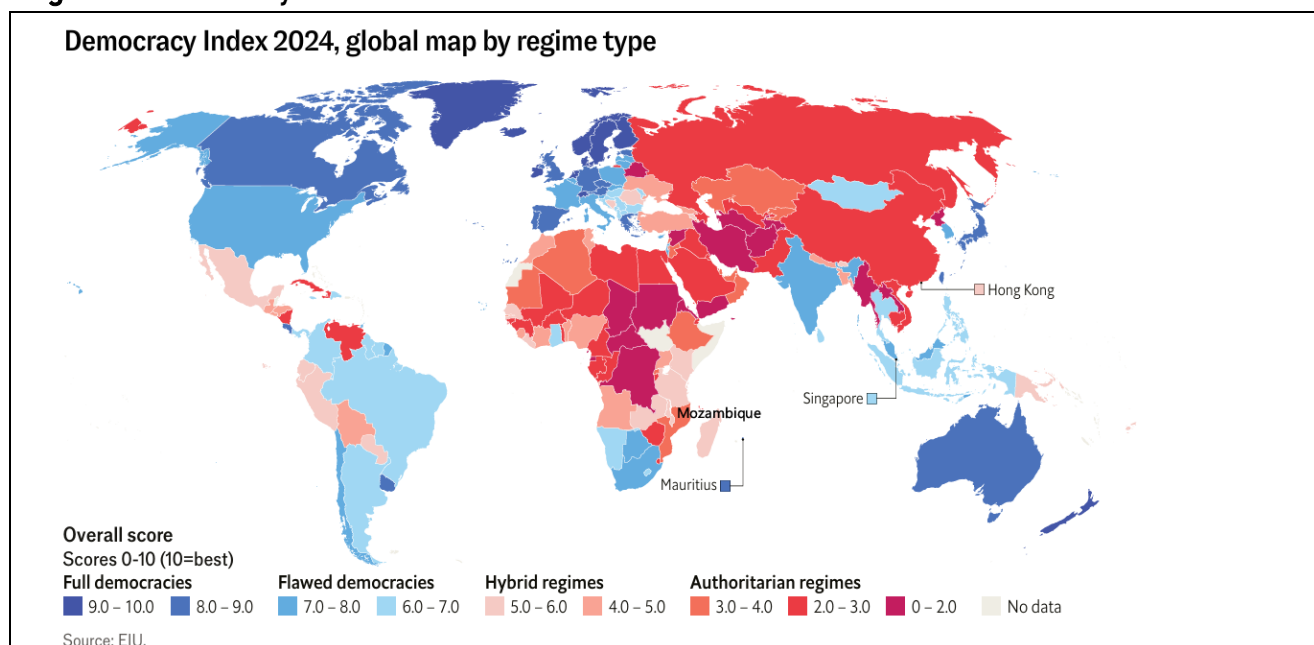 Democracy Index 2024, global map by regime type
Hong Kong
Singapore
Mozambique
Mauritius
Overall score
Scores 0-10 (10=best)
Full democracies
9.0 – 10.0
8.0 – 9.0
Flawed democracies
7.0 – 8.0
6.0 – 7.0
Hybrid regimes
5.0 – 6.0
4.0 – 5.0
Authoritarian regimes
3.0 – 4.0
2.0 – 3.0
0 – 2.0
No data
Source: EIU.